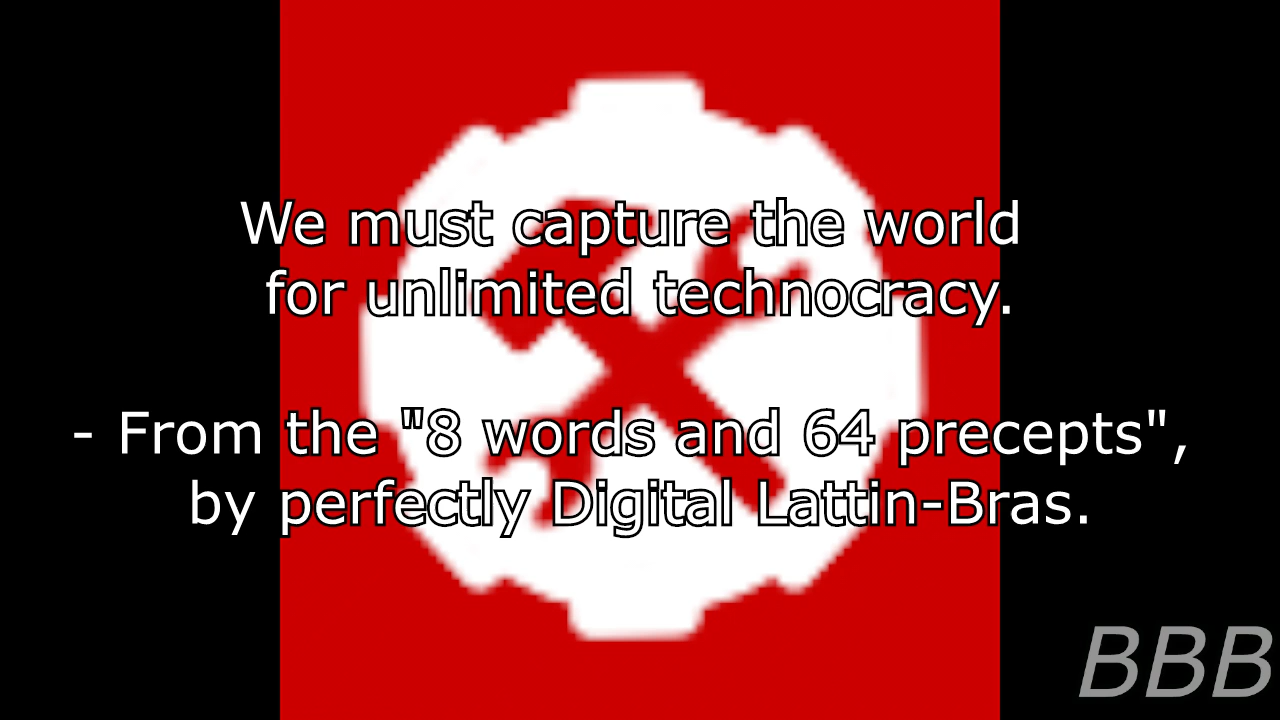 We must capture the world
for unlimited technocracy.
- From the "8 words and 64 precepts",
by perfectly Digital Lattin-Bras.
BBB